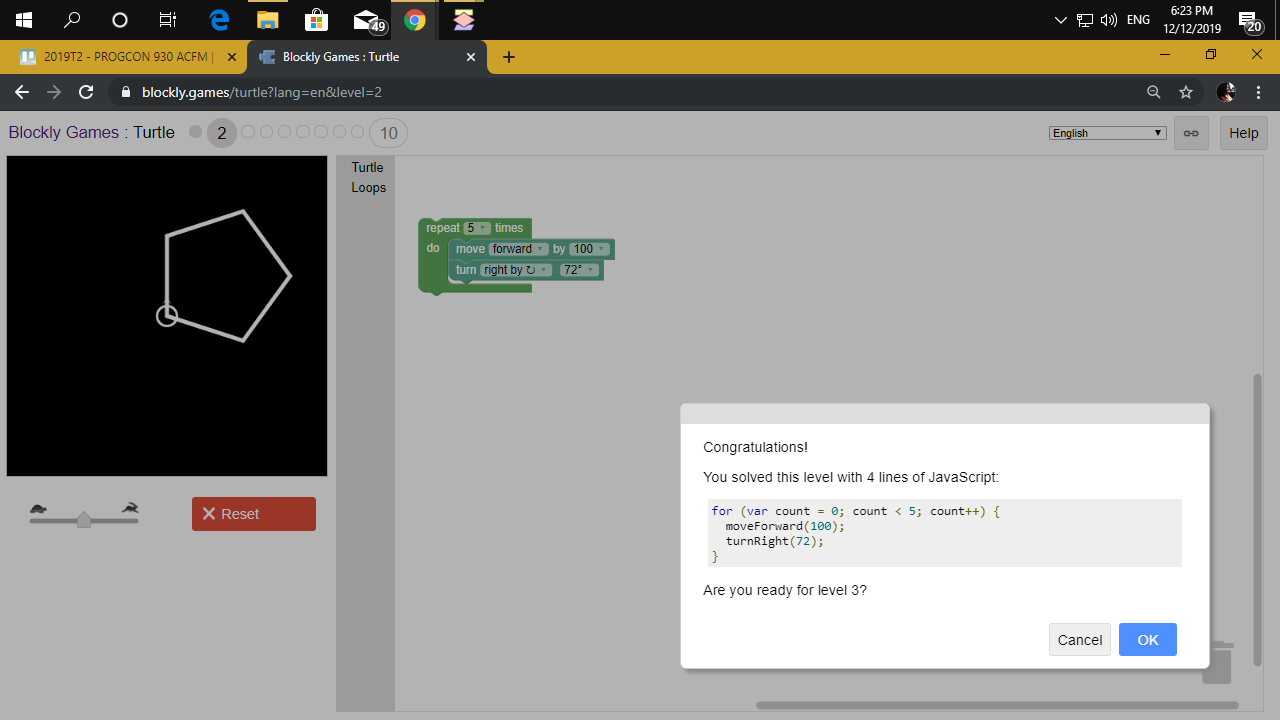 49
ENG
6:23 PM
12/12/2019
20
2019T2 - PROGCON 930 ACFM |
Blockly Games : Turtle
blockly.games/turtle?lang=en&level=2
Blockly Games : Turtle
2
10
English
Help
Turtle
Loops
repeat 5 times
do
move forward by 100
turn right by ↻ 72°
Reset
Congratulations!
You solved this level with 4 lines of JavaScript:
for (var count = 0; count < 5; count++) {
moveForward(100);
turnRight(72);
}
Are you ready for level 3?
Cancel
OK